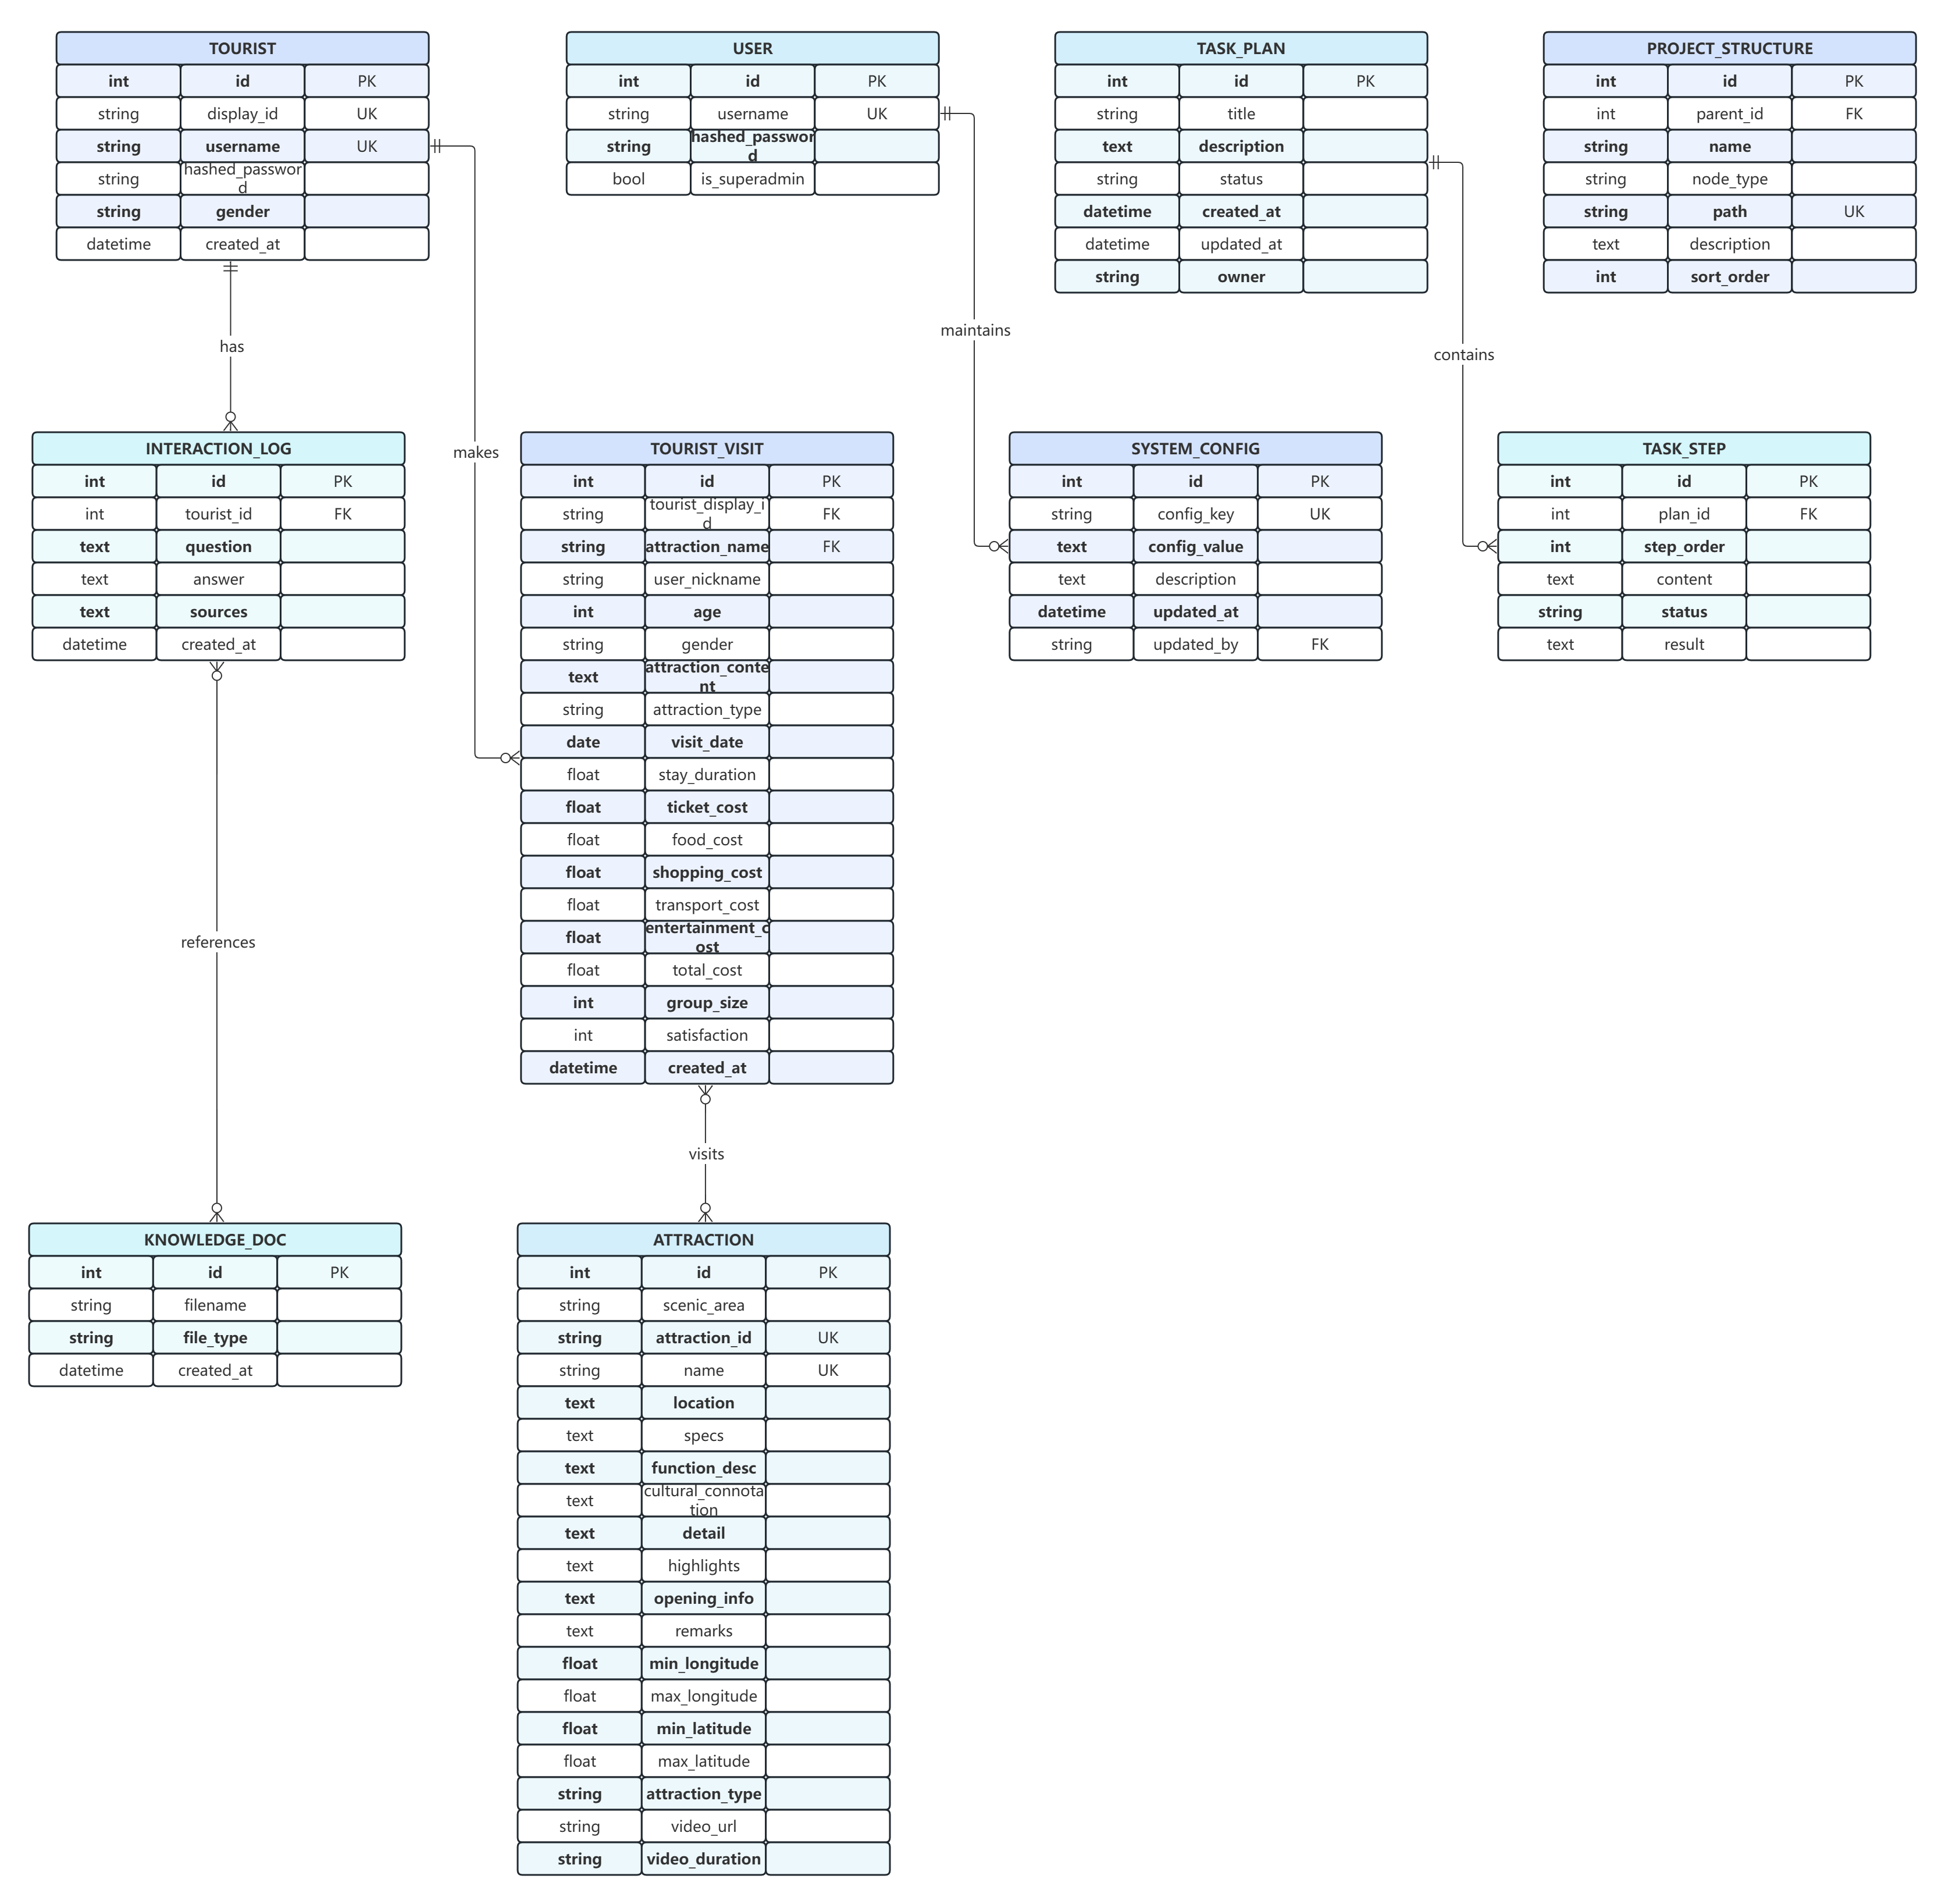 TOURIST
int id PK
string display_id UK
string username UK
string hashed_passwor
d
string gender
datetime created_at
USER
int id PK
string username UK
string hashed_passwor
d
bool is_superadmin
TASK_PLAN
int id PK
string title
text description
string status
datetime created_at
datetime updated_at
string owner
PROJECT_STRUCTURE
int id PK
int parent_id FK
string name
string node_type
string path UK
text description
int sort_order
has
makes
maintains
contains
INTERACTION_LOG
int id PK
int tourist_id FK
text question
text answer
text sources
datetime created_at
TOURIST_VISIT
int id PK
string tourist_display_i FK
d
string attraction_name FK
string user_nickname
int age
string gender
text attraction_conte
nt
string attraction_type
date visit_date
float stay_duration
float ticket_cost
float food_cost
float shopping_cost
float transport_cost
float entertainment_c
ost
float total_cost
int group_size
int satisfaction
datetime created_at
SYSTEM_CONFIG
int id PK
string config_key UK
text config_value
text description
datetime updated_at
string updated_by FK
TASK_STEP
int id PK
int plan_id FK
int step_order
text content
string status
text result
references
visits
KNOWLEDGE_DOC
int id PK
string filename
string file_type
datetime created_at
ATTRACTION
int id PK
string scenic_area
string attraction_id UK
string name UK
text location
text specs
text function_desc
text cultural_connota
tion
text detail
text highlights
text opening_info
text remarks
float min_longitude
float max_longitude
float min_latitude
float max_latitude
string attraction_type
string video_url
string video_duration